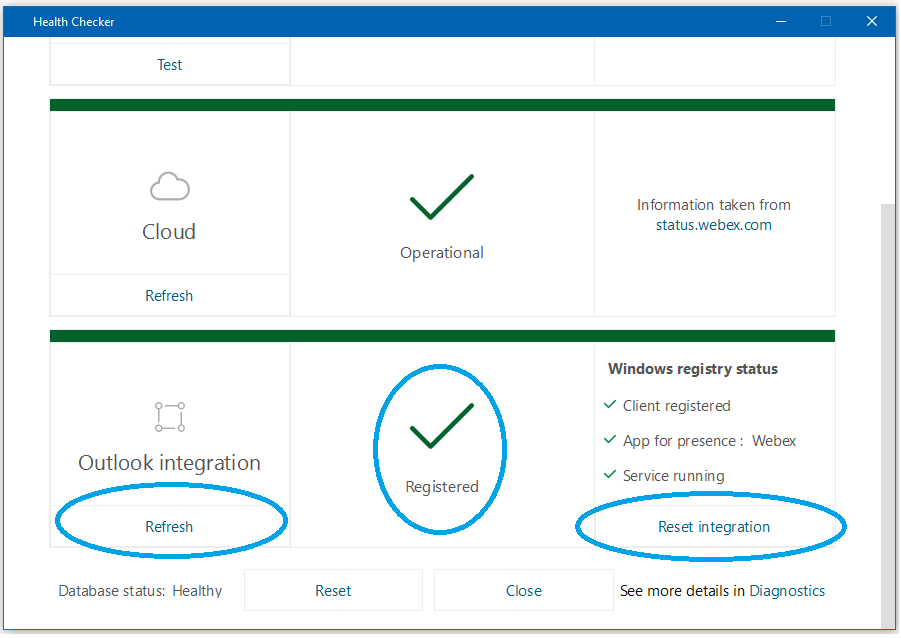 Health Checker
Test
Cloud
Refresh
Operational
Information taken from
status.webex.com
Outlook integration
Refresh
Registered
Windows registry status
Client registered
App for presence : Webex
Service running
Reset integration
Database status: Healthy
Reset
Close
See more details in Diagnostics